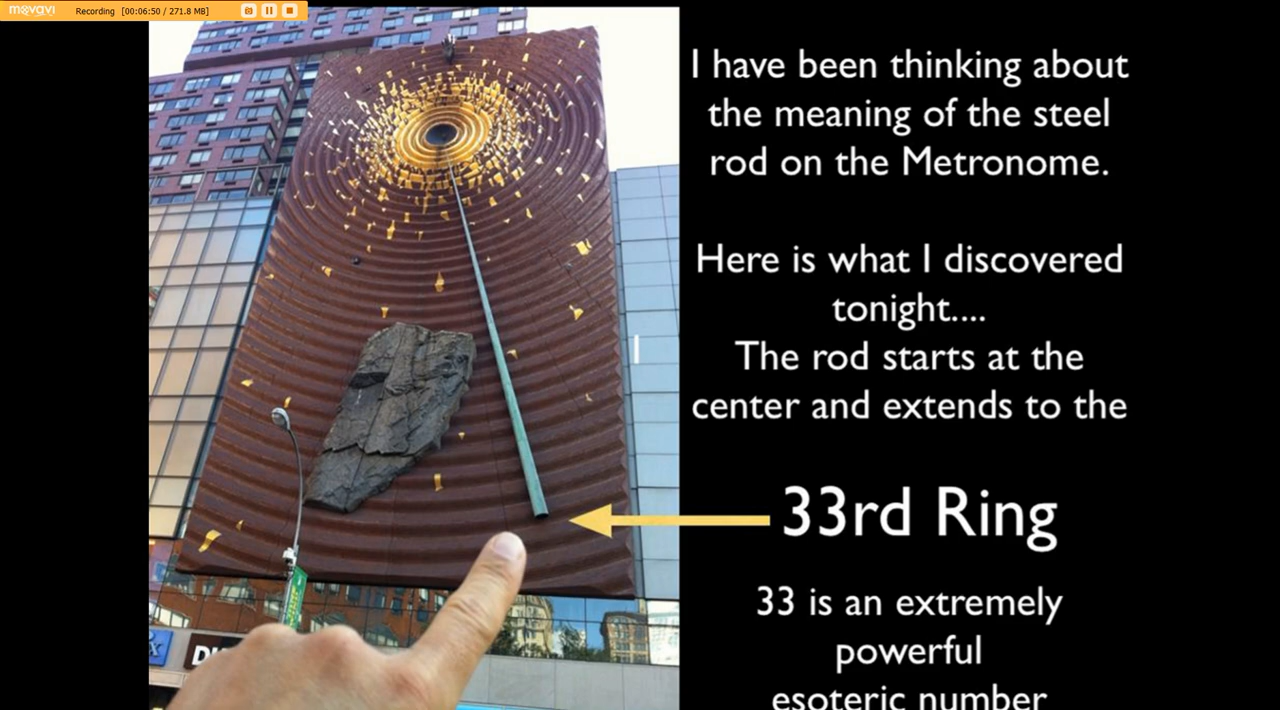 movavi
Recording [00:06:50 / 271.8 MB]
I have been thinking about
the meaning of the steel
rod on the Metronome.
Here is what I discovered
tonight....
The rod starts at the
center and extends to the
33rd Ring
33 is an extremely
powerful
esoteric number